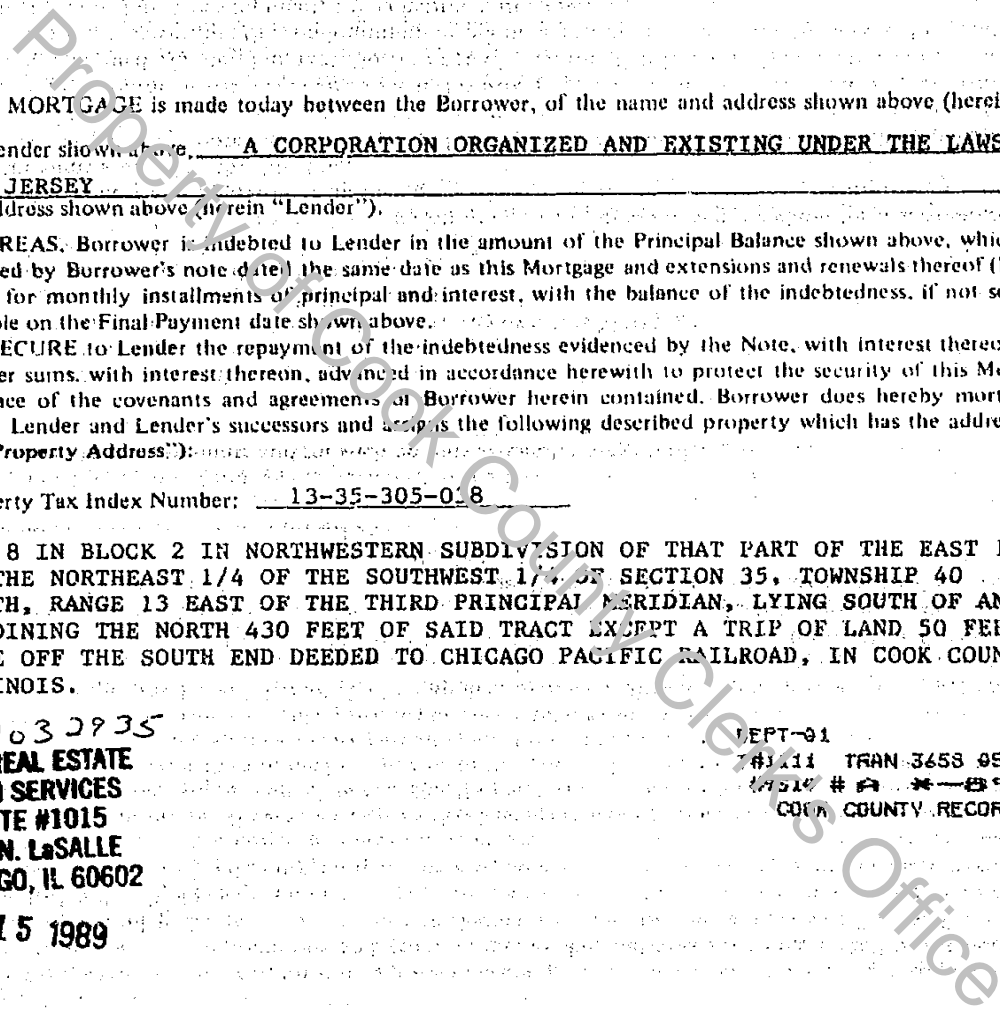 MORTGAGE is made today between the Borrower, of the name and address shown above (herei
ender shown above, A CORPORATION ORGANIZED AND EXISTING UNDER THE LAWS
JERSEY
ddress shown above (herein "Lender").
REAS, Borrower is indebted to Lender in the amount of the Principal Balance shown above, whic
ed by Borrower's note dated the same date as this Mortgage and extensions and renewals thereof ("
for monthly installments of principal and interest, with the balance of the indebtedness, if not so
le on the Final Payment date shown above.
ECURE to Lender the repayment of the indebtedness evidenced by the Note, with interest thereo
er sums, with interest thereon, advanced in accordance herewith to protect the security of this Mo
nce of the covenants and agreements of Borrower herein contained, Borrower does hereby mort
Lender and Lender's successors and assigns the following described property which has the addre
Property Address"):
erty Tax Index Number: 13-35-305-018
8 IN BLOCK 2 IN NORTHWESTERN SUBDIVISION OF THAT PART OF THE EAST
THE NORTHEAST 1/4 OF THE SOUTHWEST 1/4 OF SECTION 35, TOWNSHIP 40
TH, RANGE 13 EAST OF THE THIRD PRINCIPAL MERIDIAN, LYING SOUTH OF AN
OINING THE NORTH 430 FEET OF SAID TRACT EXCEPT A TRIP OF LAND 50 FEE
E OFF THE SOUTH END DEEDED TO CHICAGO PACIFIC RAILROAD, IN COOK COUN
INOIS.
032935
REAL ESTATE
SERVICES
TE #1015
N. LaSALLE
GO, IL 60602
5 1989
DEPT-01
T#1111 TRAN 3658 05
# A *-B
COOK COUNTY RECOR
Property of Cook County Clerk's Office